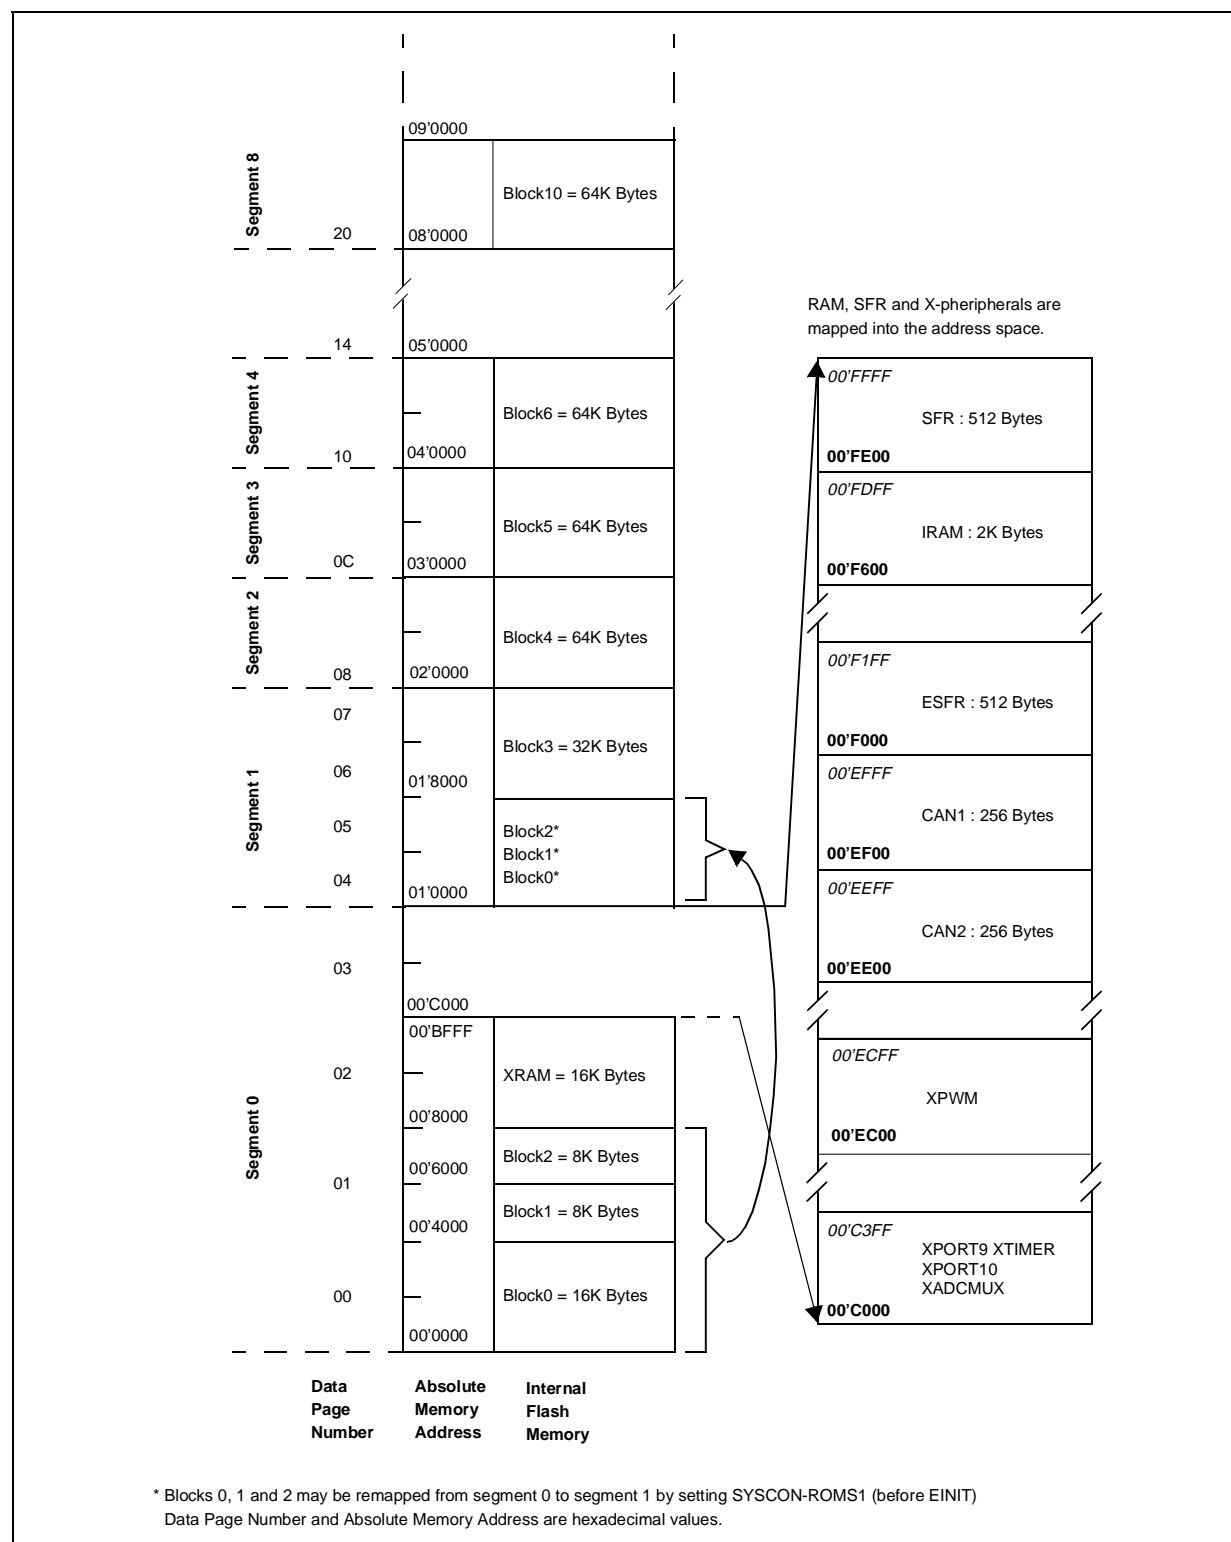 09'0000
Segment 8
Block10 = 64K Bytes
20
08'0000
14
05'0000
Segment 4
Block6 = 64K Bytes
10
04'0000
Segment 3
Block5 = 64K Bytes
0C
03'0000
Segment 2
Block4 = 64K Bytes
08
02'0000
07
Block3 = 32K Bytes
06
01'8000
Segment 1
05
Block2*
Block1*
Block0*
04
01'0000
03
00'C000
00'BFFF
02
XRAM = 16K Bytes
00'8000
Segment 0
Block2 = 8K Bytes
00'6000
01
Block1 = 8K Bytes
00'4000
00
Block0 = 16K Bytes
00'0000
Data
Page
Number
Absolute
Memory
Address
Internal
Flash
Memory
RAM, SFR and X-pheripherals are
mapped into the address space.
00'FFFF
SFR : 512 Bytes
00'FE00
00'FDFF
IRAM : 2K Bytes
00'F600
00'F1FF
ESFR : 512 Bytes
00'F000
00'EFFF
CAN1 : 256 Bytes
00'EF00
00'EEFF
CAN2 : 256 Bytes
00'EE00
00'ECFF
XPWM
00'EC00
00'C3FF
XPORT9 XTIMER
XPORT10
XADCMUX
00'C000
* Blocks 0, 1 and 2 may be remapped from segment 0 to segment 1 by setting SYSCON-ROMS1 (before EINIT)
Data Page Number and Absolute Memory Address are hexadecimal values.